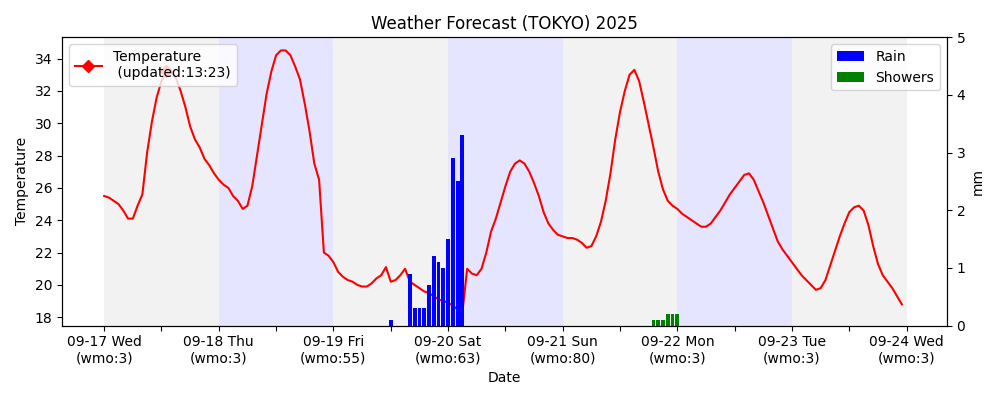 Weather Forecast (TOKYO) 2025
Temperature
(updated:13:23)
Rain
Showers
34
32
30
28
26
24
22
20
18
Temperature
5
4
3
2
1
0
mm
09-17 Wed
(wmo:3)
09-18 Thu
(wmo:3)
09-19 Fri
(wmo:55)
09-20 Sat
(wmo:63)
09-21 Sun
(wmo:80)
09-22 Mon
(wmo:3)
09-23 Tue
(wmo:3)
09-24 Wed
(wmo:3)
Date